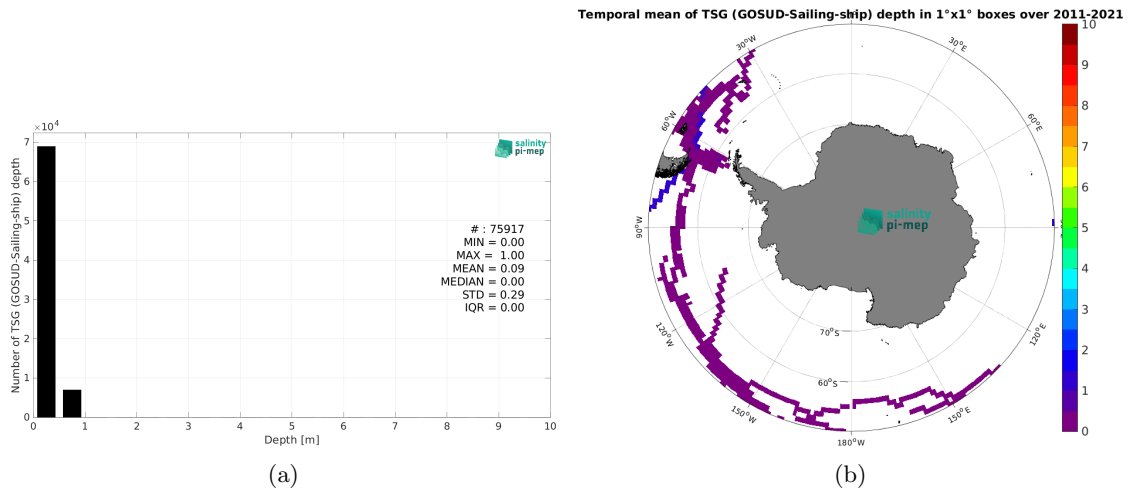 Temporal mean of TSG (GOSUD-Sailing-ship) depth in 1°x1° boxes over 2011-2021
×10⁴
7
6
5
4
3
2
1
0
Number of TSG (GOSUD-Sailing-ship) depth
salinity
pi-mep
# : 75917
MIN = 0.00
MAX = 1.00
MEAN = 0.09
MEDIAN = 0.00
STD = 0.29
IQR = 0.00
0 1 2 3 4 5 6 7 8 9 10
Depth [m]
(a)
30°W
30°E
60°W
60°E
90°W
salinity
pi-mep
120°W
120°E
70°S
60°S
150°W
150°E
180°W
10
9
8
7
6
5
4
3
2
1
0
(b)